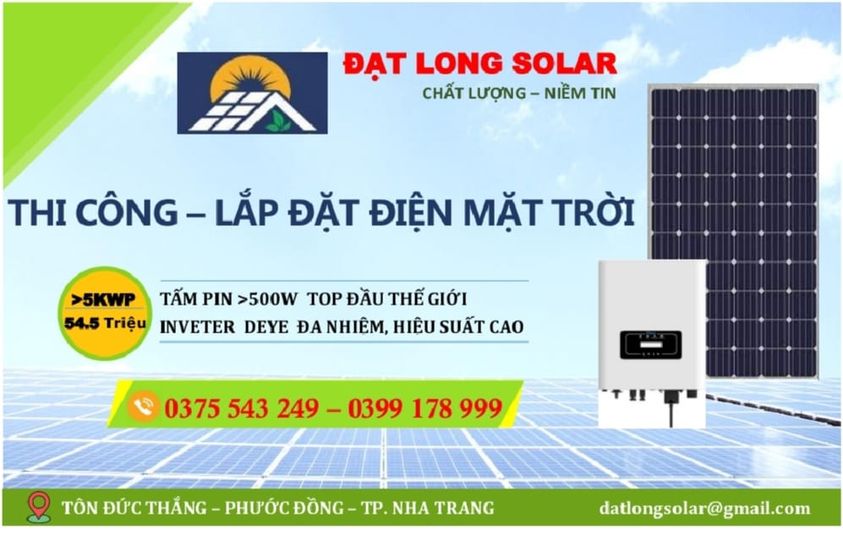 ĐẠT LONG SOLAR
CHẤT LƯỢNG – NIỀM TIN
THI CÔNG – LẮP ĐẶT ĐIỆN MẶT TRỜI
>5KWP
54.5 Triệu
TẤM PIN >500W TOP ĐẦU THẾ GIỚI
INVETER DEYE ĐA NHIỆM, HIỆU SUẤT CAO
0375 543 249 – 0399 178 999
TÔN ĐỨC THẮNG – PHƯỚC ĐỒNG – TP. NHA TRANG
datlongsolar@gmail.com